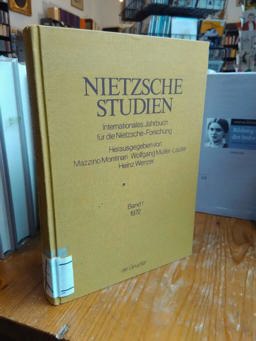 NIETZSCHE
STUDIEN
Internationales Jahrbuch
für die Nietzsche-Forschung
Herausgegeben von
Mazzino Montinari Wolfgang Müller-Lauter
Heinz Wenzel
Band 1
1972
de Gruyter